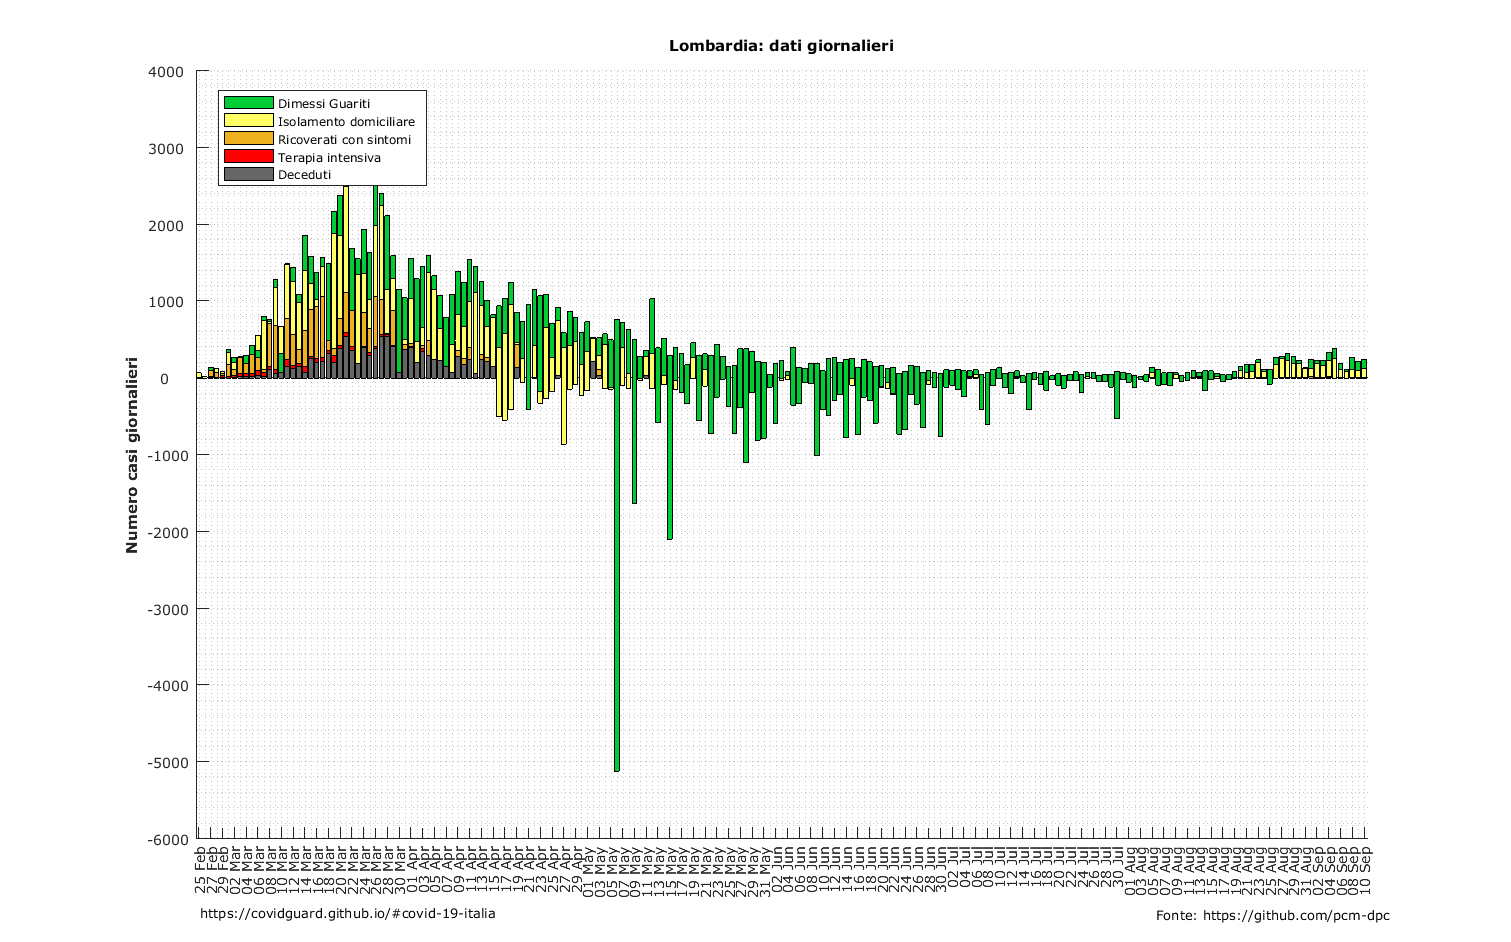 Lombardia: dati giornalieri
4000
3000
2000
1000
0
-1000
-2000
-3000
-4000
-5000
-6000
Numero casi giornalieri
Dimessi Guariti
Isolamento domiciliare
Ricoverati con sintomi
Terapia intensiva
Deceduti
25 Feb
27 Feb
29 Feb
02 Mar
04 Mar
06 Mar
08 Mar
10 Mar
12 Mar
14 Mar
16 Mar
18 Mar
20 Mar
22 Mar
24 Mar
26 Mar
28 Mar
30 Mar
01 Apr
03 Apr
05 Apr
07 Apr
09 Apr
11 Apr
13 Apr
15 Apr
17 Apr
19 Apr
21 Apr
23 Apr
25 Apr
27 Apr
29 Apr
01 May
03 May
05 May
07 May
09 May
11 May
13 May
15 May
17 May
19 May
21 May
23 May
25 May
27 May
29 May
31 May
02 Jun
04 Jun
06 Jun
08 Jun
10 Jun
12 Jun
14 Jun
16 Jun
18 Jun
20 Jun
22 Jun
24 Jun
26 Jun
28 Jun
30 Jun
02 Jul
04 Jul
06 Jul
08 Jul
10 Jul
12 Jul
14 Jul
16 Jul
18 Jul
20 Jul
22 Jul
24 Jul
26 Jul
28 Jul
30 Jul
01 Aug
03 Aug
05 Aug
07 Aug
09 Aug
11 Aug
13 Aug
15 Aug
17 Aug
19 Aug
21 Aug
23 Aug
25 Aug
27 Aug
29 Aug
31 Aug
02 Sep
04 Sep
06 Sep
08 Sep
10 Sep
https://covidguard.github.io/#covid-19-italia
Fonte: https://github.com/pcm-dpc